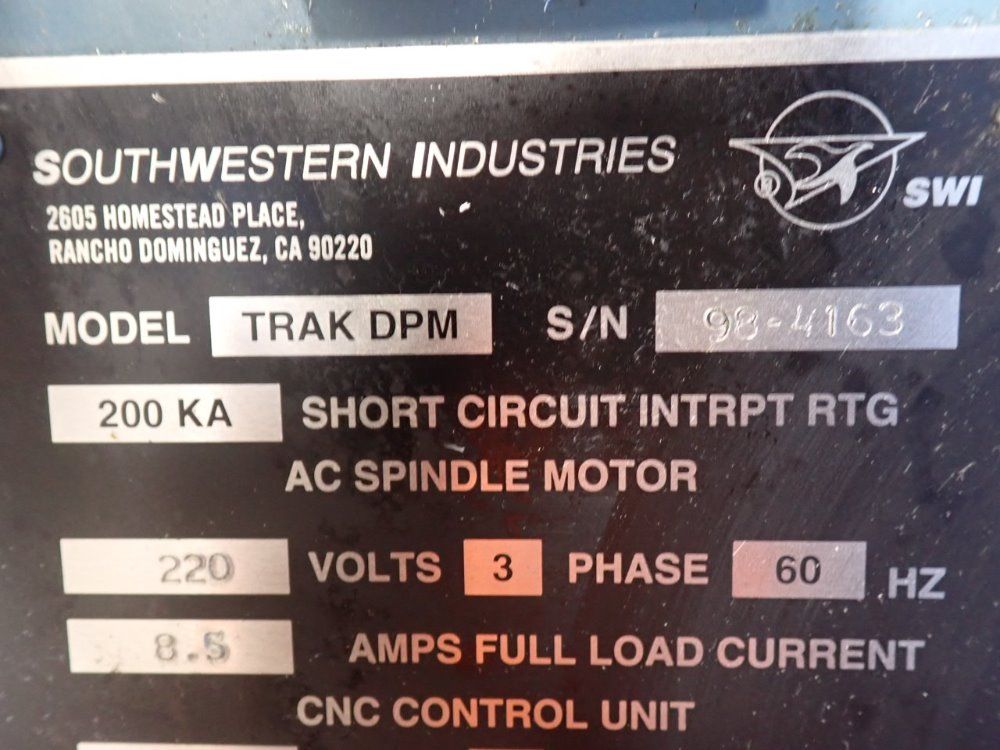 SOUTHWESTERN INDUSTRIES
SWI
2605 HOMESTEAD PLACE,
RANCHO DOMINGUEZ, CA 90220
MODEL TRAK DPM S/N 98-4163
200 KA SHORT CIRCUIT INTRPT RTG
AC SPINDLE MOTOR
220 VOLTS 3 PHASE 60 HZ
8.5 AMPS FULL LOAD CURRENT
CNC CONTROL UNIT